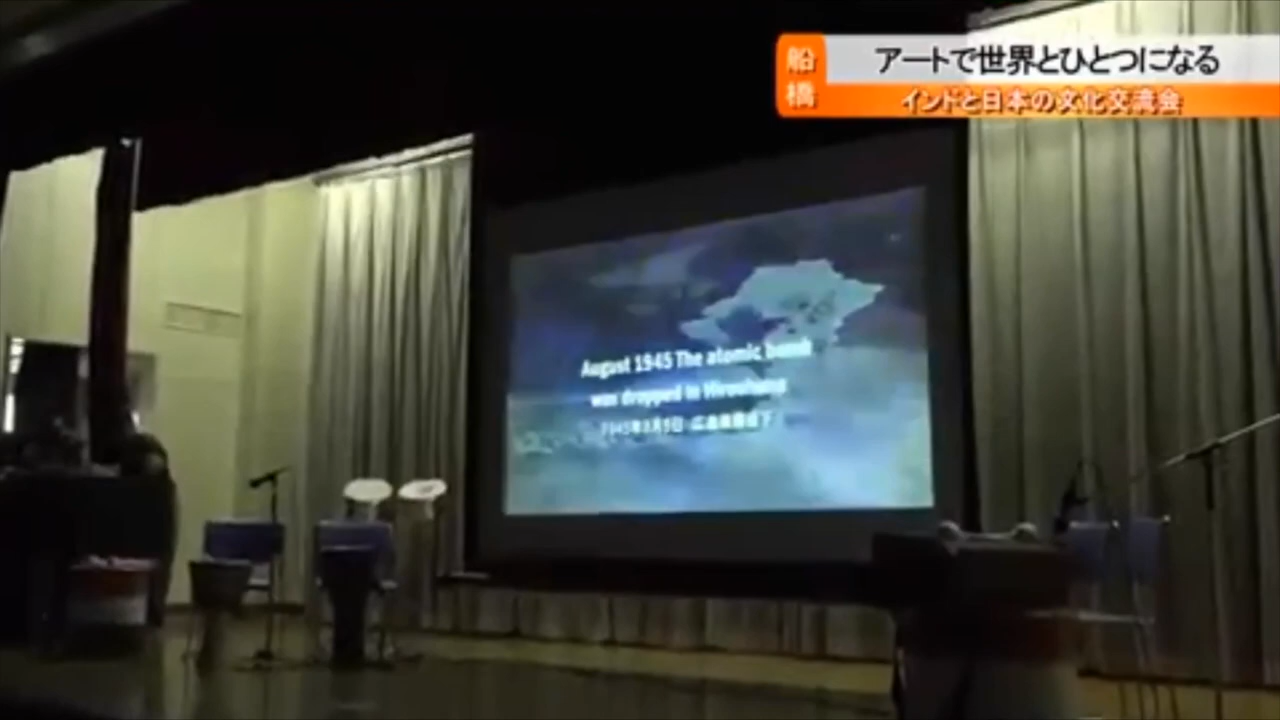 船橋
アートで世界とひとつになる
インドと日本の文化交流会
August 1945 The atomic bomb
was dropped in Hiroshima